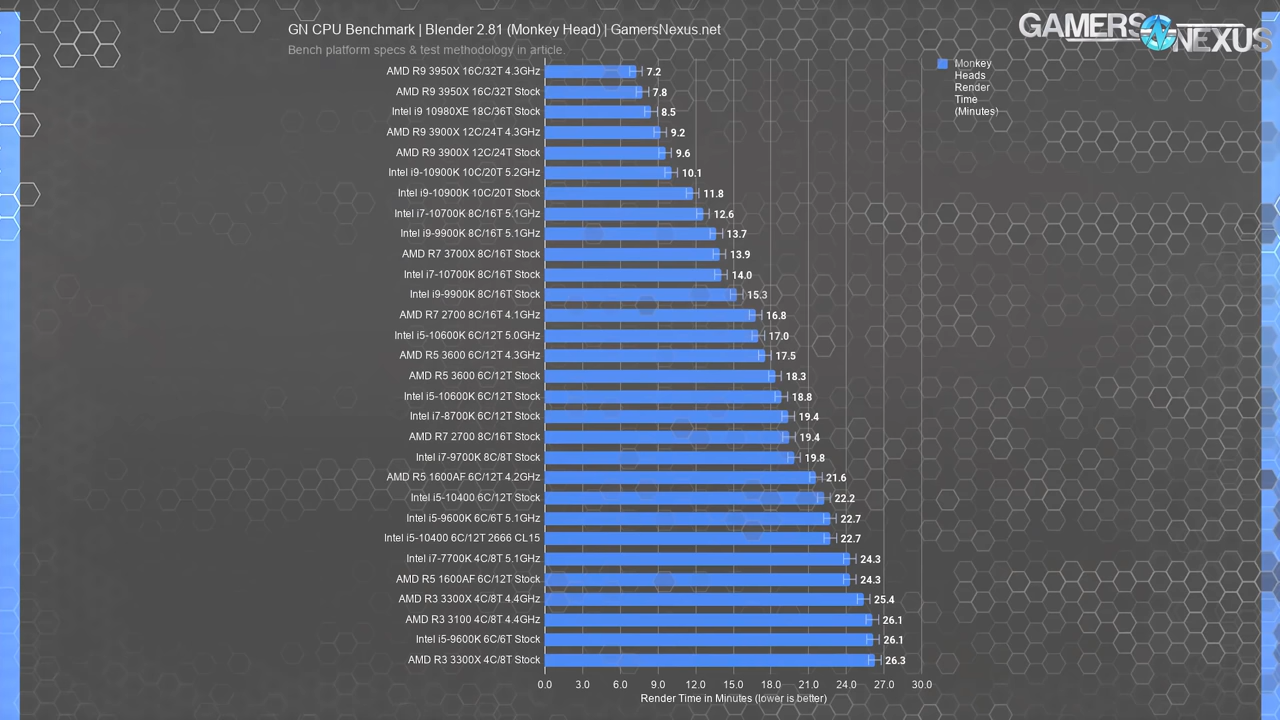 GN CPU Benchmark | Blender 2.81 (Monkey Head) | GamersNexus.net
Bench platform specs & test methodology in article.
GAMERS NEXUS
Monkey
Heads
Render
Time
(Minutes)
AMD R9 3950X 16C/32T 4.3GHz 7.2
AMD R9 3950X 16C/32T Stock 7.8
Intel i9 10980XE 18C/36T Stock 8.5
AMD R9 3900X 12C/24T 4.3GHz 9.2
AMD R9 3900X 12C/24T Stock 9.6
Intel i9-10900K 10C/20T 5.2GHz 10.1
Intel i9-10900K 10C/20T Stock 11.8
Intel i7-10700K 8C/16T 5.1GHz 12.6
Intel i9-9900K 8C/16T 5.1GHz 13.7
AMD R7 3700X 8C/16T Stock 13.9
Intel i7-10700K 8C/16T Stock 14.0
Intel i9-9900K 8C/16T Stock 15.3
AMD R7 2700 8C/16T 4.1GHz 16.8
Intel i5-10600K 6C/12T 5.0GHz 17.0
AMD R5 3600 6C/12T 4.3GHz 17.5
AMD R5 3600 6C/12T Stock 18.3
Intel i5-10600K 6C/12T Stock 18.8
Intel i7-8700K 6C/12T Stock 19.4
AMD R7 2700 8C/16T Stock 19.4
Intel i7-9700K 8C/8T Stock 19.8
AMD R5 1600AF 6C/12T 4.2GHz 21.6
Intel i5-10400 6C/12T Stock 22.2
Intel i5-9600K 6C/6T 5.1GHz 22.7
Intel i5-10400 6C/12T 2666 CL15 22.7
Intel i7-7700K 4C/8T 5.1GHz 24.3
AMD R5 1600AF 6C/12T Stock 24.3
AMD R3 3300X 4C/8T 4.4GHz 25.4
AMD R3 3100 4C/8T 4.4GHz 26.1
Intel i5-9600K 6C/6T Stock 26.1
AMD R3 3300X 4C/8T Stock 26.3
0.0 3.0 6.0 9.0 12.0 15.0 18.0 21.0 24.0 27.0 30.0
Render Time in Minutes (lower is better)